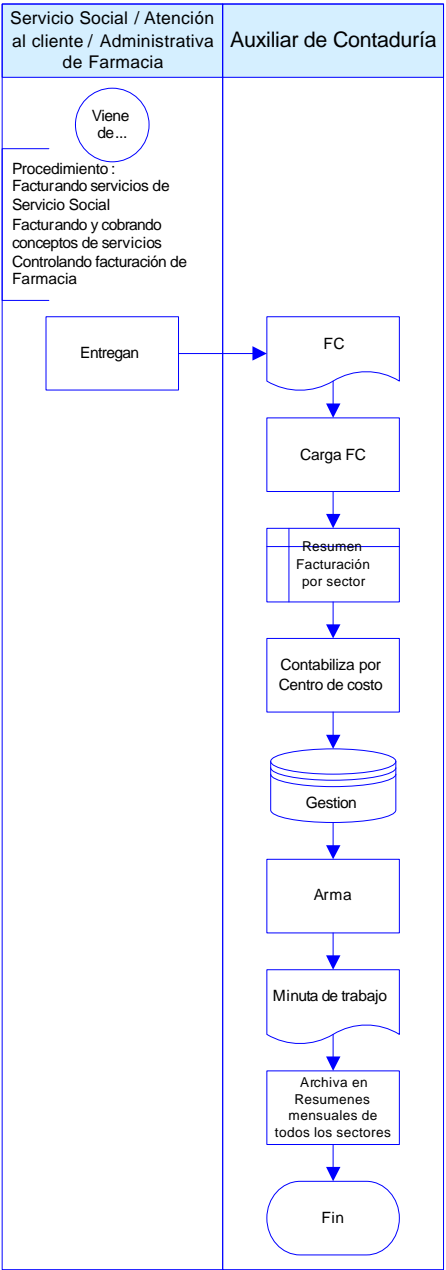 Servicio Social / Atención
al cliente / Administrativa
de Farmacia
Auxiliar de Contaduría
Viene
de...
Procedimiento :
Facturando servicios de
Servicio Social
Facturando y cobrando
conceptos de servicios
Controlando facturación de
Farmacia
Entregan
FC
Carga FC
Resumen
Facturación
por sector
Contabiliza por
Centro de costo
Gestion
Arma
Minuta de trabajo
Archiva en
Resumenes
mensuales de
todos los sectores
Fin